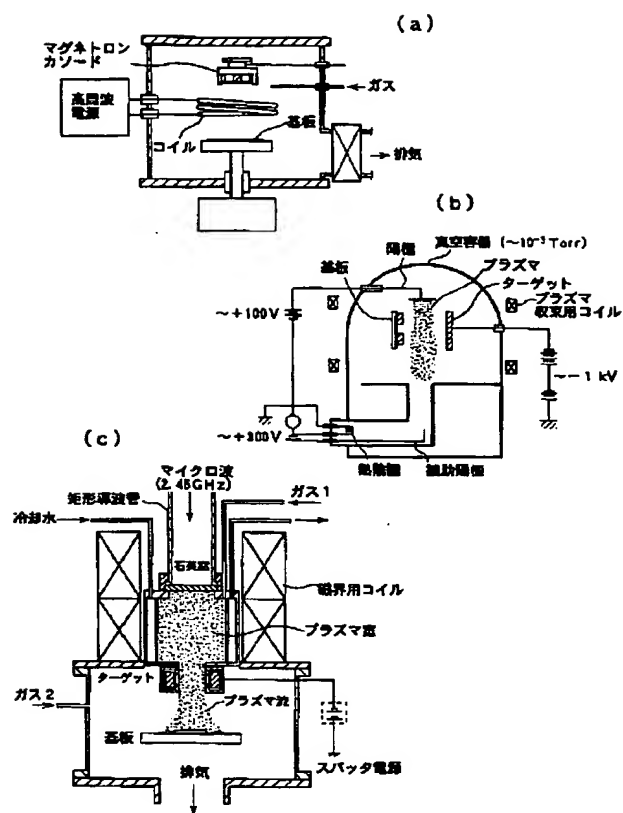 (a)
マグネトロン
カソード
ガス
高周波
電源
基板
コイル
排気
(b)
真空容器 (~10⁻³ Torr)
陽極
プラズマ
基板
ターゲット
プラズマ
収束用コイル
~+100V
~-1 kV
~+300V
熱陰極
補助陽極
(c)
マイクロ波
(2.45GHz)
ガス1
矩形導波管
冷却水
石英窓
磁界用コイル
プラズマ室
ターゲット
ガス2
プラズマ流
基板
スパッタ電源
排気